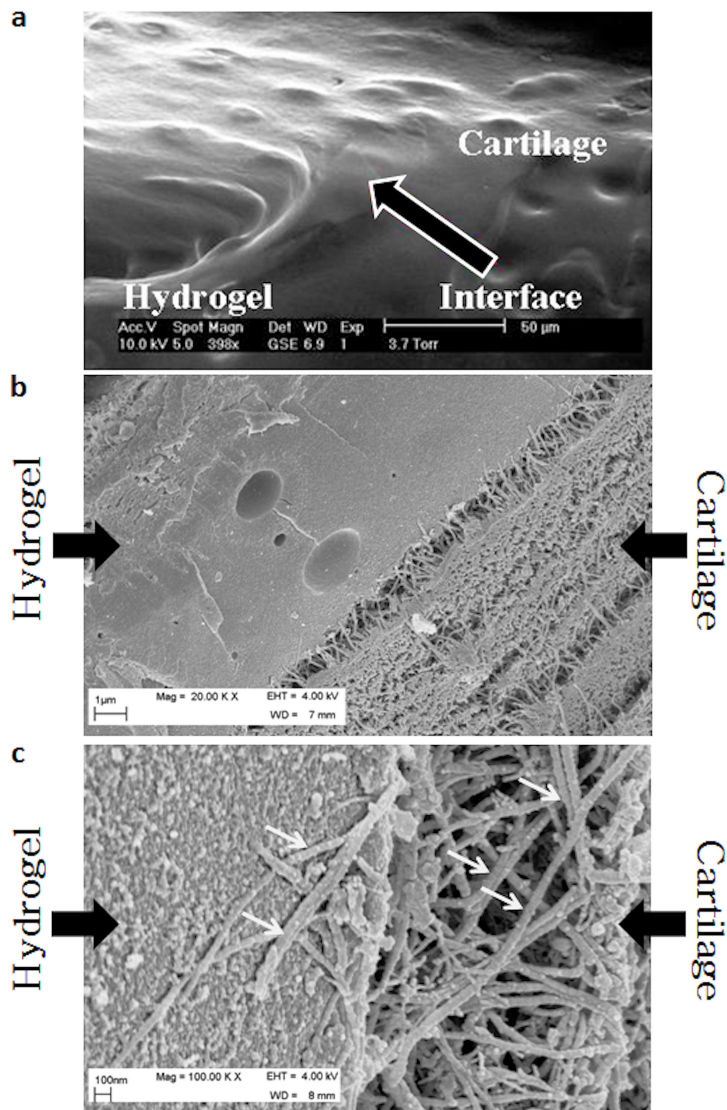 a
Cartilage
Hydrogel
Interface
Acc.V Spot Magn Det WD Exp 50 µm
10.0 kV 5.0 398x GSE 6.9 1 3.7 Torr
b
Hydrogel
Cartilage
1µm
Mag = 20.00 K X
EHT = 4.00 kV
WD = 7 mm
c
Hydrogel
Cartilage
100nm
Mag = 100.00 K X
EHT = 4.00 kV
WD = 8 mm